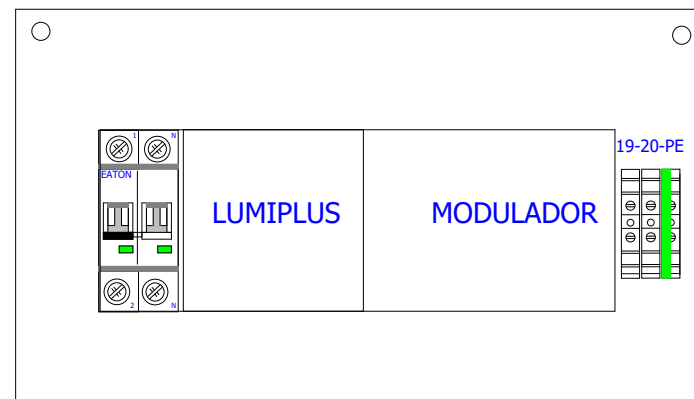 1 N
19-20-PE
EATON
LUMIPLUS MODULADOR
2 N